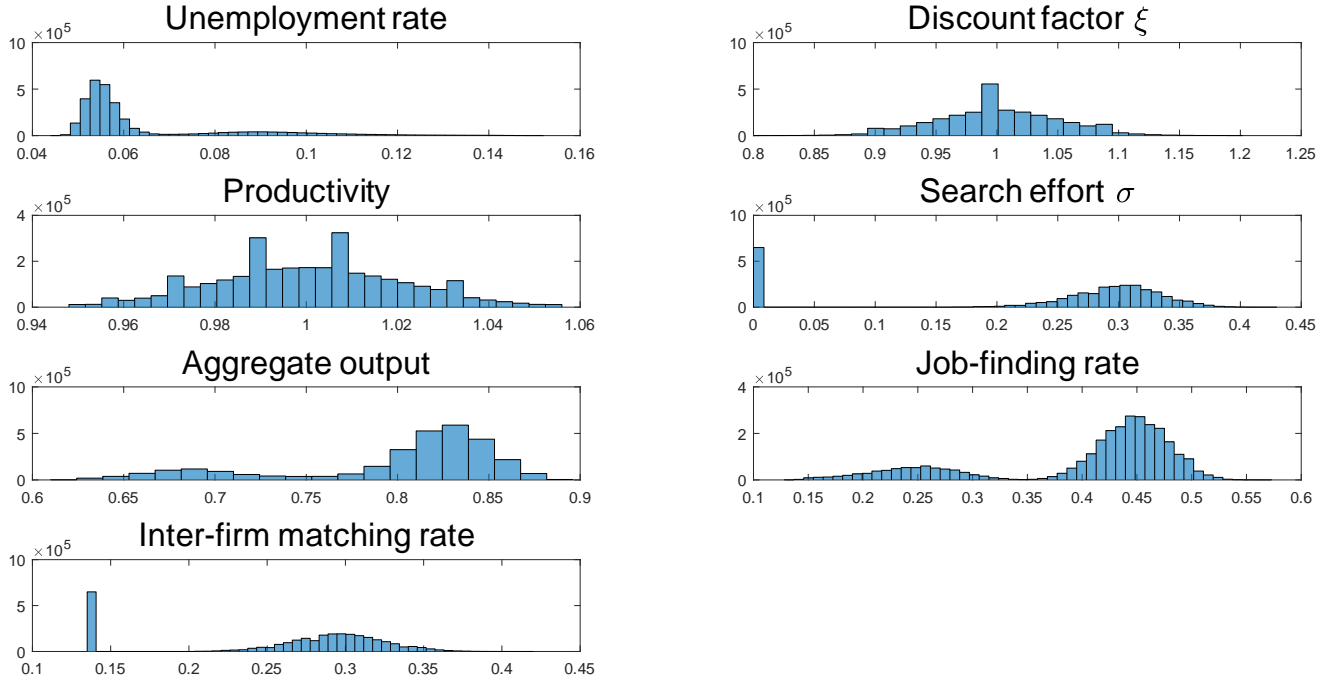 Unemployment rate
×10^5
10
5
0
0.04 0.06 0.08 0.1 0.12 0.14 0.16
Discount factor ξ
×10^5
10
5
0
0.8 0.85 0.9 0.95 1 1.05 1.1 1.15 1.2 1.25
Productivity
×10^5
4
2
0
0.94 0.96 0.98 1 1.02 1.04 1.06
Search effort σ
×10^5
10
5
0
0 0.05 0.1 0.15 0.2 0.25 0.3 0.35 0.4 0.45
Aggregate output
×10^5
10
5
0
0.6 0.65 0.7 0.75 0.8 0.85 0.9
Job-finding rate
×10^5
4
2
0
0.1 0.15 0.2 0.25 0.3 0.35 0.4 0.45 0.5 0.55 0.6
Inter-firm matching rate
×10^5
10
5
0
0.1 0.15 0.2 0.25 0.3 0.35 0.4 0.45